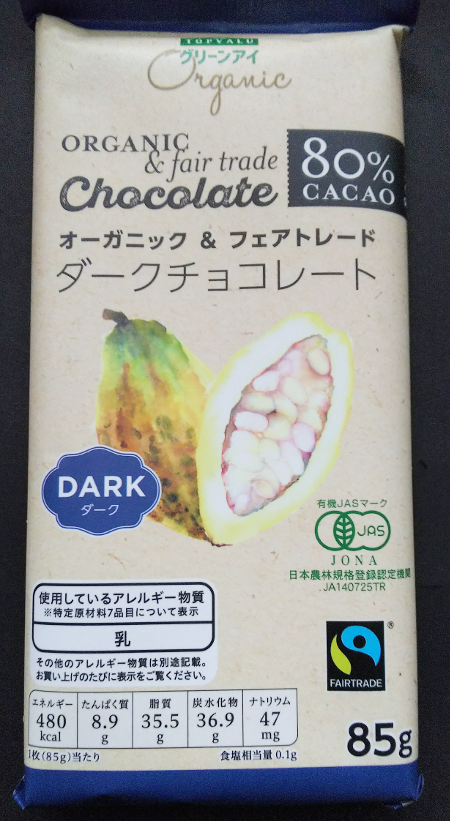 TOPVALU
グリーンアイ
Organic
ORGANIC
& fair trade
Chocolate
80%
CACAO
オーガニック & フェアトレード
ダークチョコレート
DARK
ダーク
有機JASマーク
JAS
JONA
日本農林規格登録認定機関
JA140725TR
使用しているアレルギー物質
※特定原材料7品目について表示
乳
その他のアレルギー物質は別途記載。
お買い上げのたびに表示をご覧ください。
FAIRTRADE
®
エネルギー たんぱく質 脂質 炭水化物 ナトリウム
480 8.9 35.5 36.9 47
kcal g g g mg
1枚(85g)当たり 食塩相当量 0.1g
85g